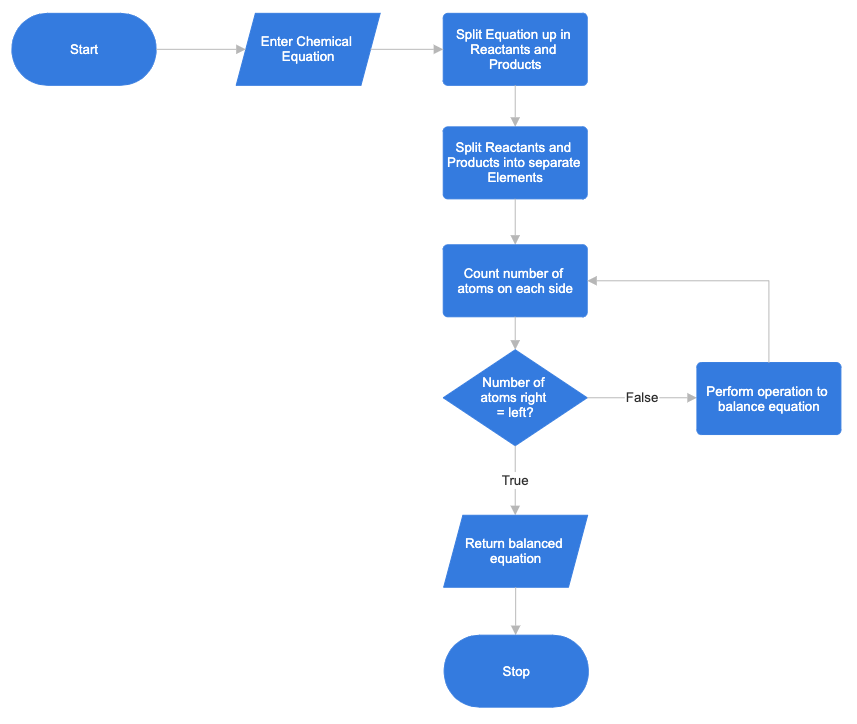 Start
Enter Chemical
Equation
Split Equation up in
Reactants and
Products
Split Reactants and
Products into separate
Elements
Count number of
atoms on each side
Number of
atoms right
= left?
False
Perform operation to
balance equation
True
Return balanced
equation
Stop